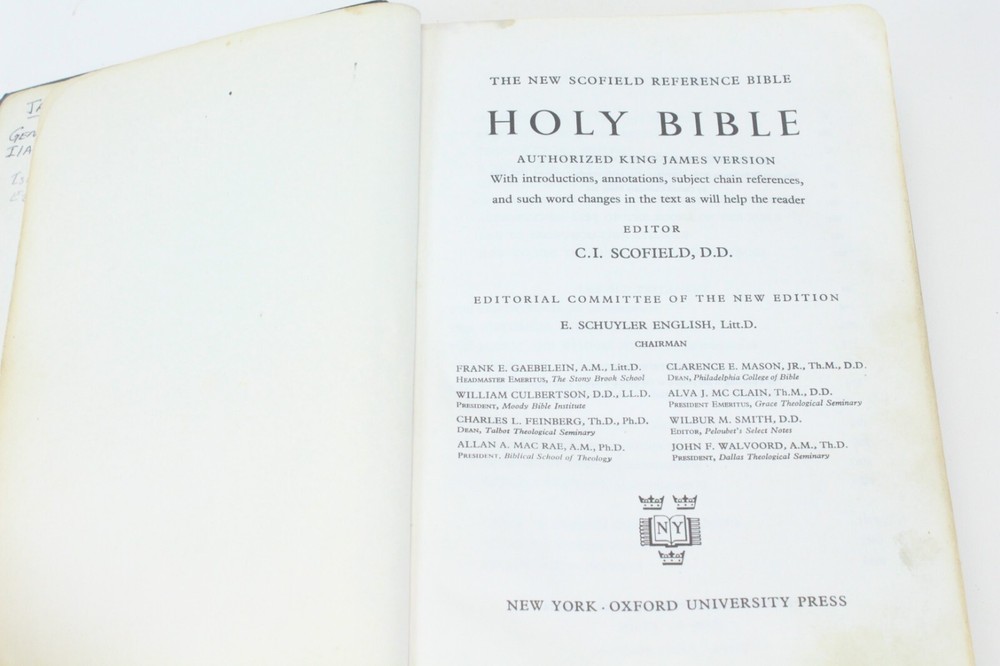 THE NEW SCOFIELD REFERENCE BIBLE
HOLY BIBLE
AUTHORIZED KING JAMES VERSION
With introductions, annotations, subject chain references,
and such word changes in the text as will help the reader
EDITOR
C.I. SCOFIELD, D.D.
EDITORIAL COMMITTEE OF THE NEW EDITION
E. SCHUYLER ENGLISH, Litt.D.
CHAIRMAN
FRANK E. GAEBELEIN, A.M., Litt.D.
HEADMASTER EMERITUS, The Stony Brook School
WILLIAM CULBERTSON, D.D., LL.D.
PRESIDENT, Moody Bible Institute
CHARLES L. FEINBERG, Th.D., Ph.D.
DEAN, Talbot Theological Seminary
ALLAN A. MAC RAE, A.M., Ph.D.
PRESIDENT, Biblical School of Theology
CLARENCE E. MASON, JR., Th.M., D.D.
DEAN, Philadelphia College of Bible
ALVA J. MC CLAIN, Th.M., D.D.
PRESIDENT EMERITUS, Grace Theological Seminary
WILBUR M. SMITH, D.D.
EDITOR, Peloubet's Select Notes
JOHN F. WALVOORD, A.M., Th.D.
PRESIDENT, Dallas Theological Seminary
NY
NEW YORK · OXFORD UNIVERSITY PRESS